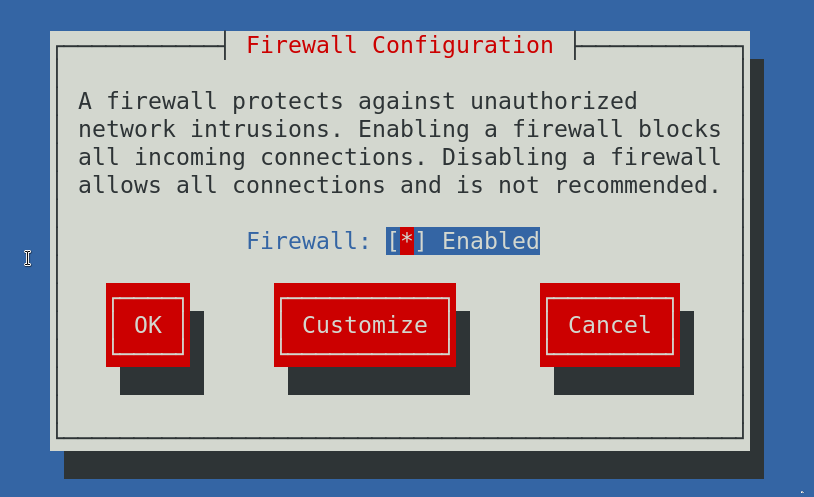 Firewall Configuration
A firewall protects against unauthorized
network intrusions. Enabling a firewall blocks
all incoming connections. Disabling a firewall
allows all connections and is not recommended.
Firewall: [*] Enabled
OK Customize Cancel